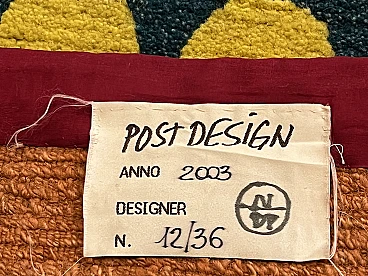 POST DESIGN
ANNO 2003
DESIGNER
N. 12/36